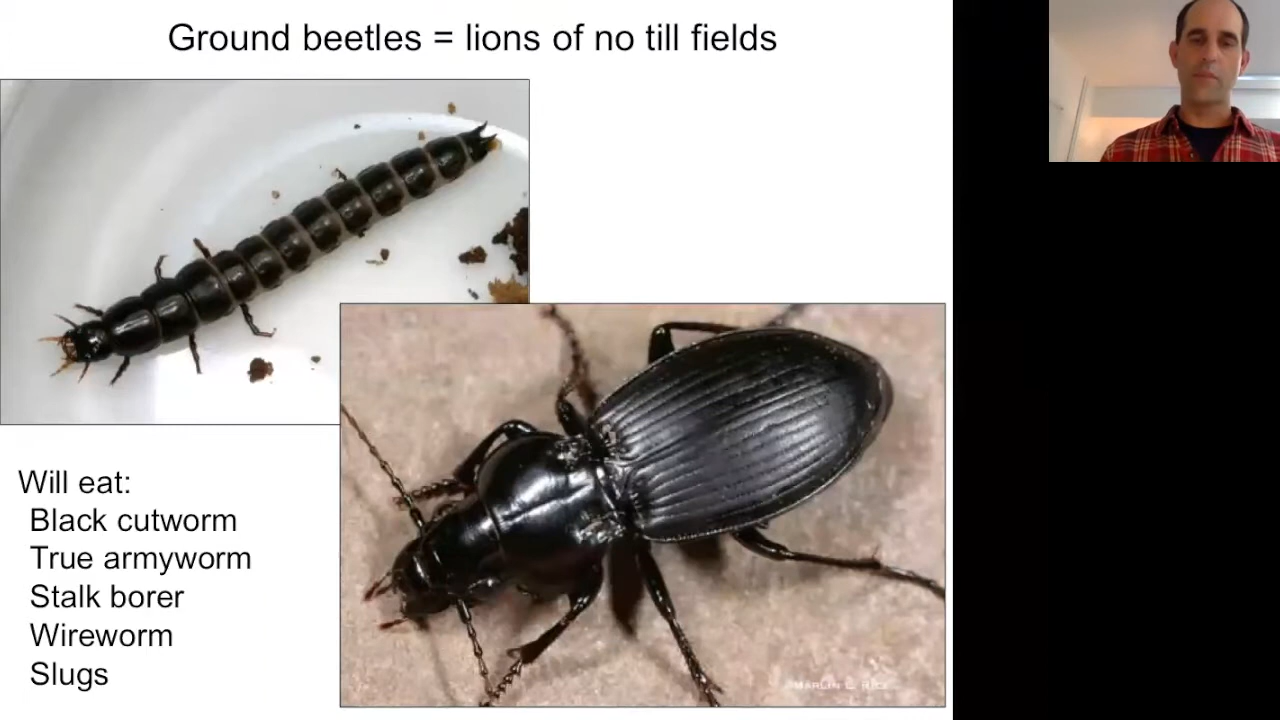 Ground beetles = lions of no till fields
Will eat:
Black cutworm
True armyworm
Stalk borer
Wireworm
Slugs
MARLIN E. RICE